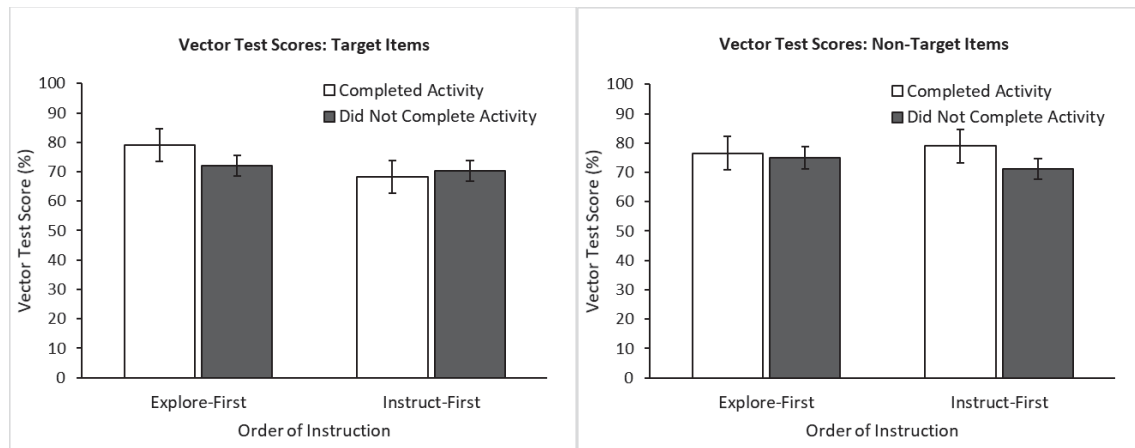 Vector Test Scores: Target Items
Completed Activity
Did Not Complete Activity
100
90
80
70
60
50
40
30
20
10
0
Vector Test Score (%)
Explore-First
Instruct-First
Order of Instruction
Vector Test Scores: Non-Target Items
Completed Activity
Did Not Complete Activity
100
90
80
70
60
50
40
30
20
10
0
Vector Test Score (%)
Explore-First
Instruct-First
Order of Instruction